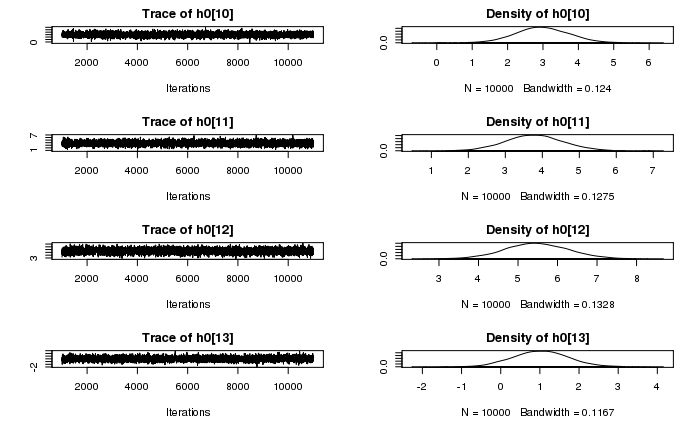 Trace of h0[10]
Density of h0[10]
0
2000 4000 6000 8000 10000
Iterations
0.0
0 1 2 3 4 5 6
N = 10000 Bandwidth = 0.124
Trace of h0[11]
Density of h0[11]
1 7
2000 4000 6000 8000 10000
Iterations
0.0
1 2 3 4 5 6 7
N = 10000 Bandwidth = 0.1275
Trace of h0[12]
Density of h0[12]
3
2000 4000 6000 8000 10000
Iterations
0.0
3 4 5 6 7 8
N = 10000 Bandwidth = 0.1328
Trace of h0[13]
Density of h0[13]
-2
2000 4000 6000 8000 10000
Iterations
0.0
-2 -1 0 1 2 3 4
N = 10000 Bandwidth = 0.1167